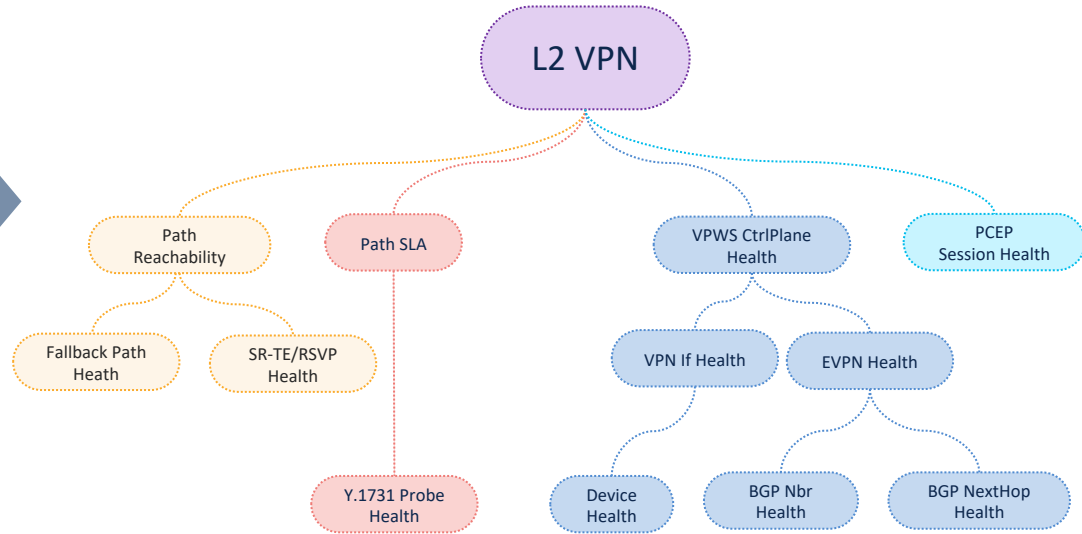 L2 VPN
Path
Reachability
Path SLA
VPWS CtrlPlane
Health
PCEP
Session Health
Fallback Path
Heath
SR-TE/RSVP
Health
VPN If Health
EVPN Health
Y.1731 Probe
Health
Device
Health
BGP Nbr
Health
BGP NextHop
Health